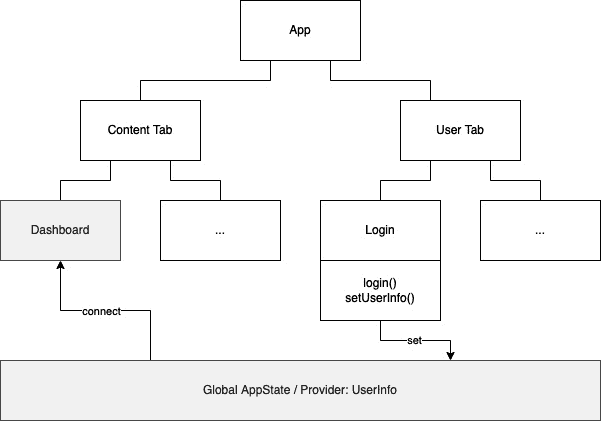 App
Content Tab
User Tab
Dashboard
...
Login
...
login()
setUserInfo()
connect
set
Global AppState / Provider: UserInfo